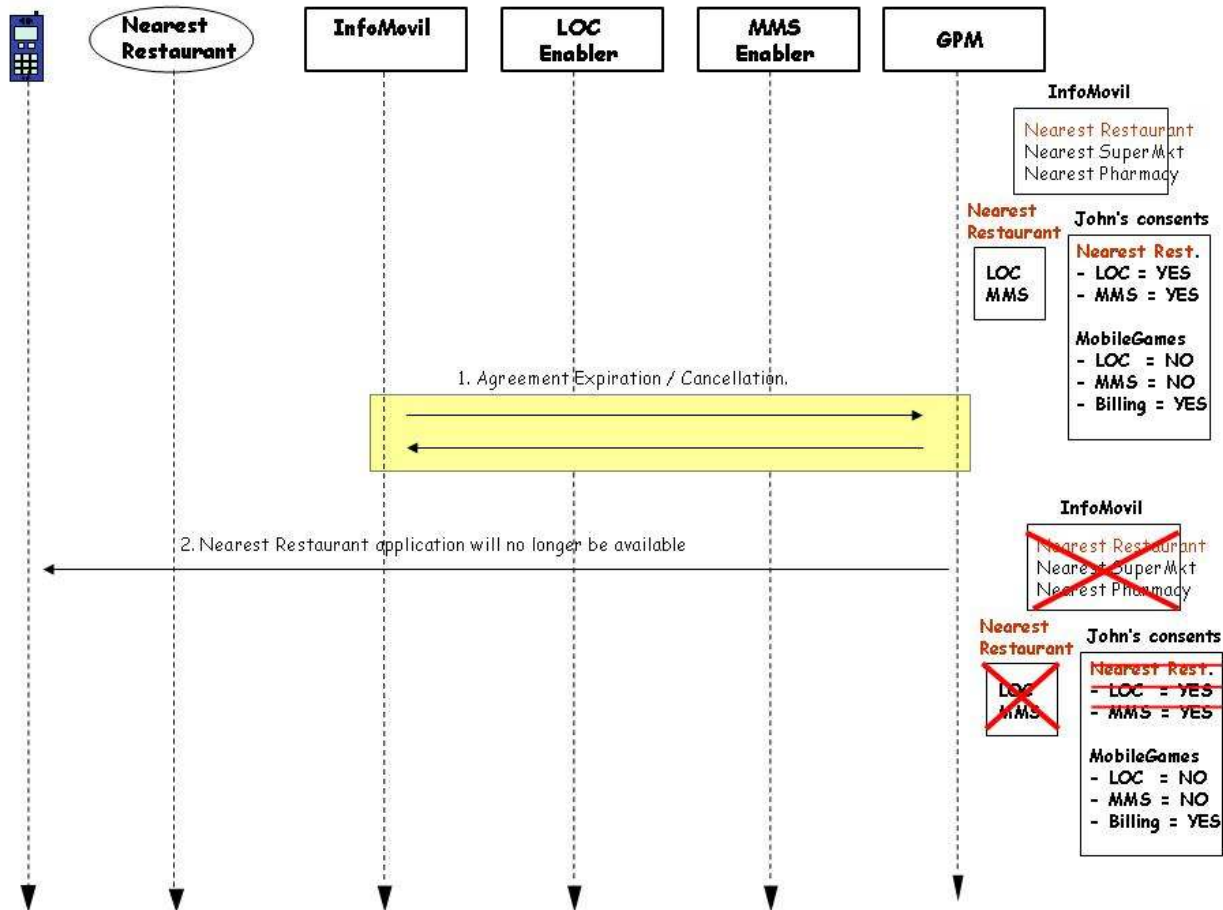 Nearest
Restaurant
InfoMovil
LOC
Enabler
MMS
Enabler
GPM
InfoMovil
Nearest Restaurant
Nearest SuperMkt
Nearest Pharmacy
Nearest
Restaurant
LOC
MMS
John's consents
Nearest Rest.
- LOC = YES
- MMS = YES
MobileGames
- LOC = NO
- MMS = NO
- Billing = YES
1. Agreement Expiration / Cancellation.
2. Nearest Restaurant application will no longer be available
InfoMovil
Nearest Restaurant
Nearest SuperMkt
Nearest Pharmacy
Nearest
Restaurant
LOC
MMS
John's consents
Nearest Rest.
- LOC = YES
- MMS = YES
MobileGames
- LOC = NO
- MMS = NO
- Billing = YES